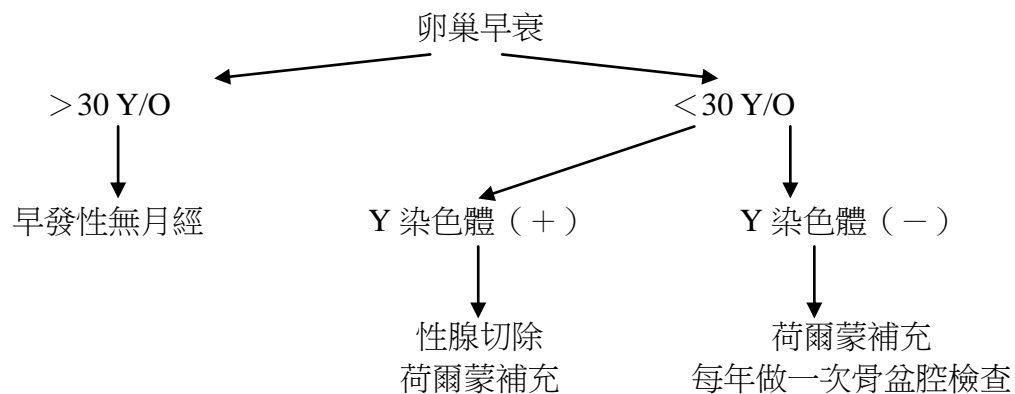 卵巢早衰
＞30 Y/O
＜30 Y/O
早發性無月經
Y 染色體（＋）
Y 染色體（－）
性腺切除
荷爾蒙補充
荷爾蒙補充
每年做一次骨盆腔檢查